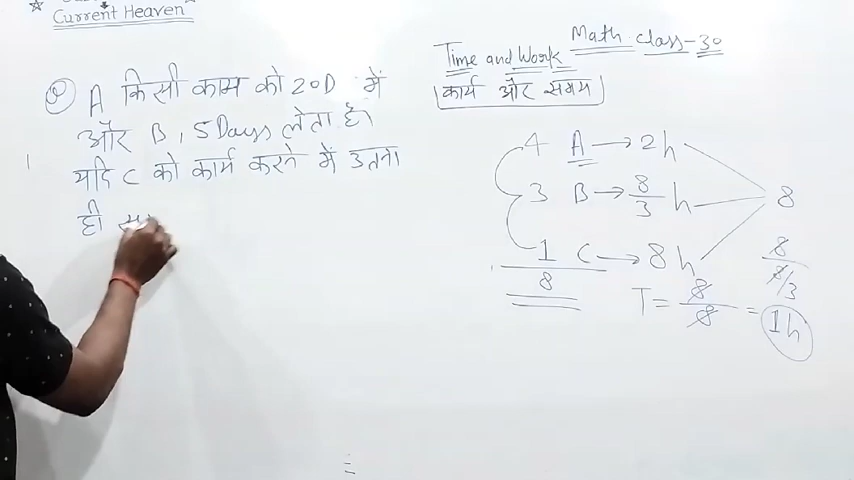 Current Heaven
Math class-30
Time and Work
कार्य और समय
Q A किसी काम को 20D में
और B, 5 Days लेता है।
यदि C को कार्य करने में उतना
ही
4 A → 2h
3 B → 8/3 h
8
1 C → 8h
8
8
8/3
T = 8/8 = 1h